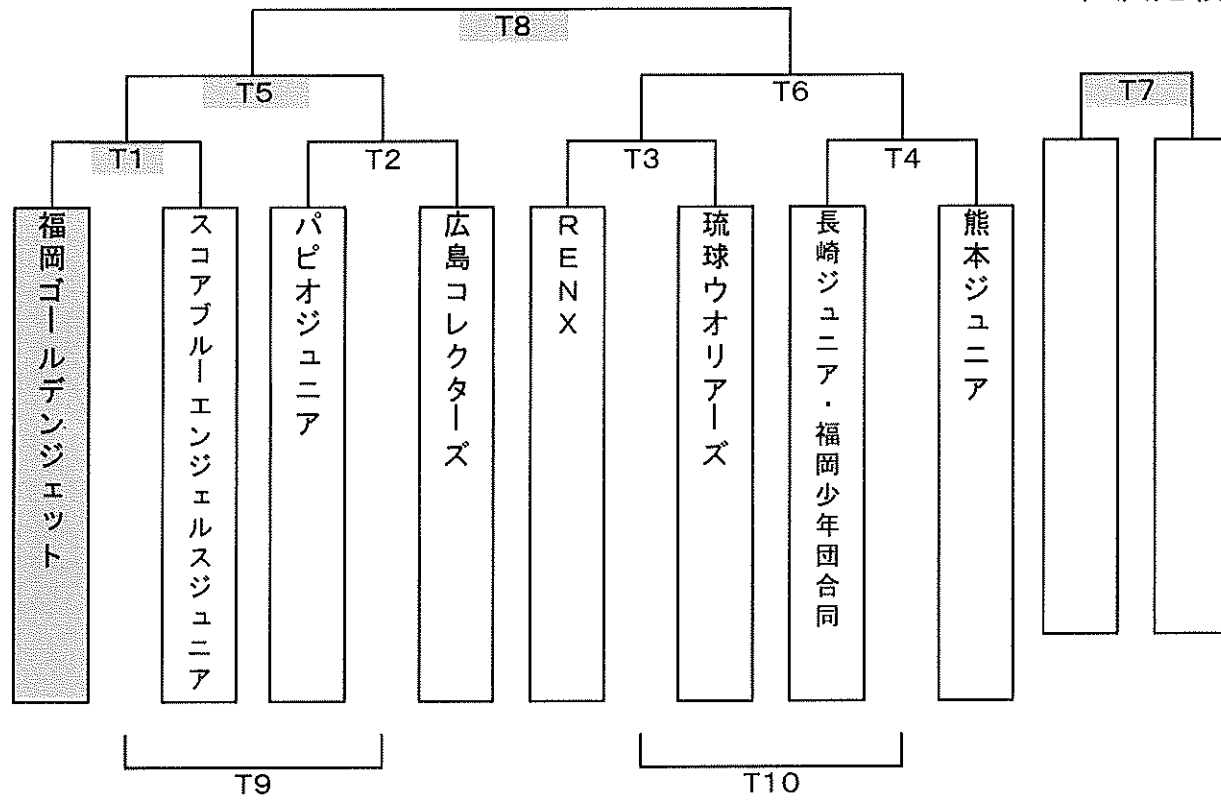 T8
T5
T6
T7
T1
T2
T3
T4
福岡ゴールデンジェット
スコアブルーエンジェルスジュニア
パピオジュニア
広島コレクターズ
RENX
琉球ウオリアーズ
長崎ジュニア・福岡少年団合同
熊本ジュニア
T9
T10